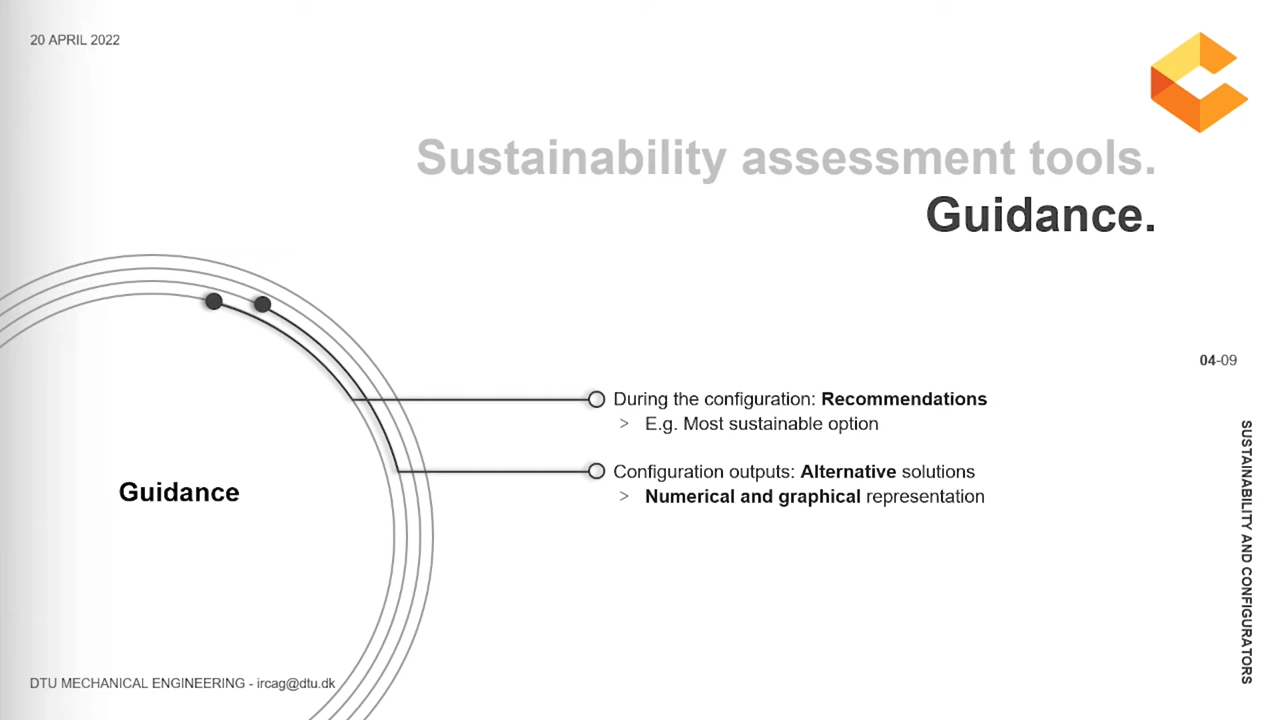 20 APRIL 2022
Sustainability assessment tools.
Guidance.
04-09
During the configuration: Recommendations
> E.g. Most sustainable option
Configuration outputs: Alternative solutions
> Numerical and graphical representation
Guidance
SUSTAINABILITY AND CONFIGURATORS
DTU MECHANICAL ENGINEERING - ircag@dtu.dk